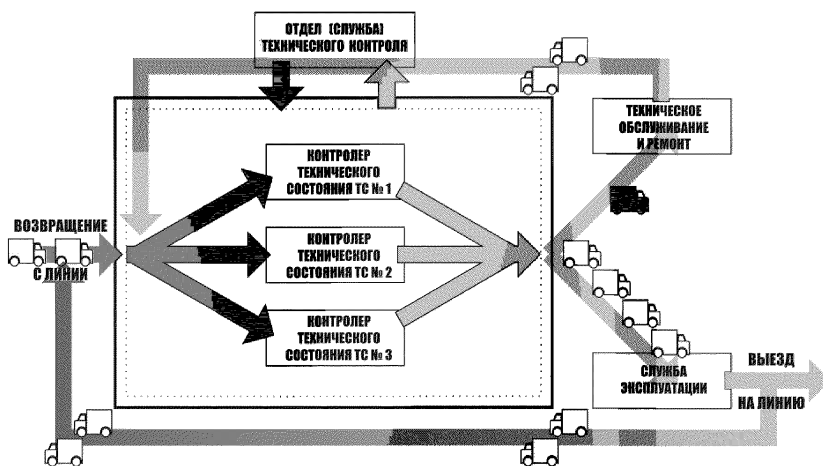 ОТДЕЛ (СЛУЖБА)
ТЕХНИЧЕСКОГО КОНТРОЛЯ
ТЕХНИЧЕСКОЕ
ОБСЛУЖИВАНИЕ
И РЕМОНТ
КОНТРОЛЕР
ТЕХНИЧЕСКОГО
СОСТОЯНИЯ ТС № 1
ВОЗВРАЩЕНИЕ
С ЛИНИИ
КОНТРОЛЕР
ТЕХНИЧЕСКОГО
СОСТОЯНИЯ ТС № 2
КОНТРОЛЕР
ТЕХНИЧЕСКОГО
СОСТОЯНИЯ ТС № 3
СЛУЖБА
ЭКСПЛУАТАЦИИ
ВЫЕЗД
НА ЛИНИЮ